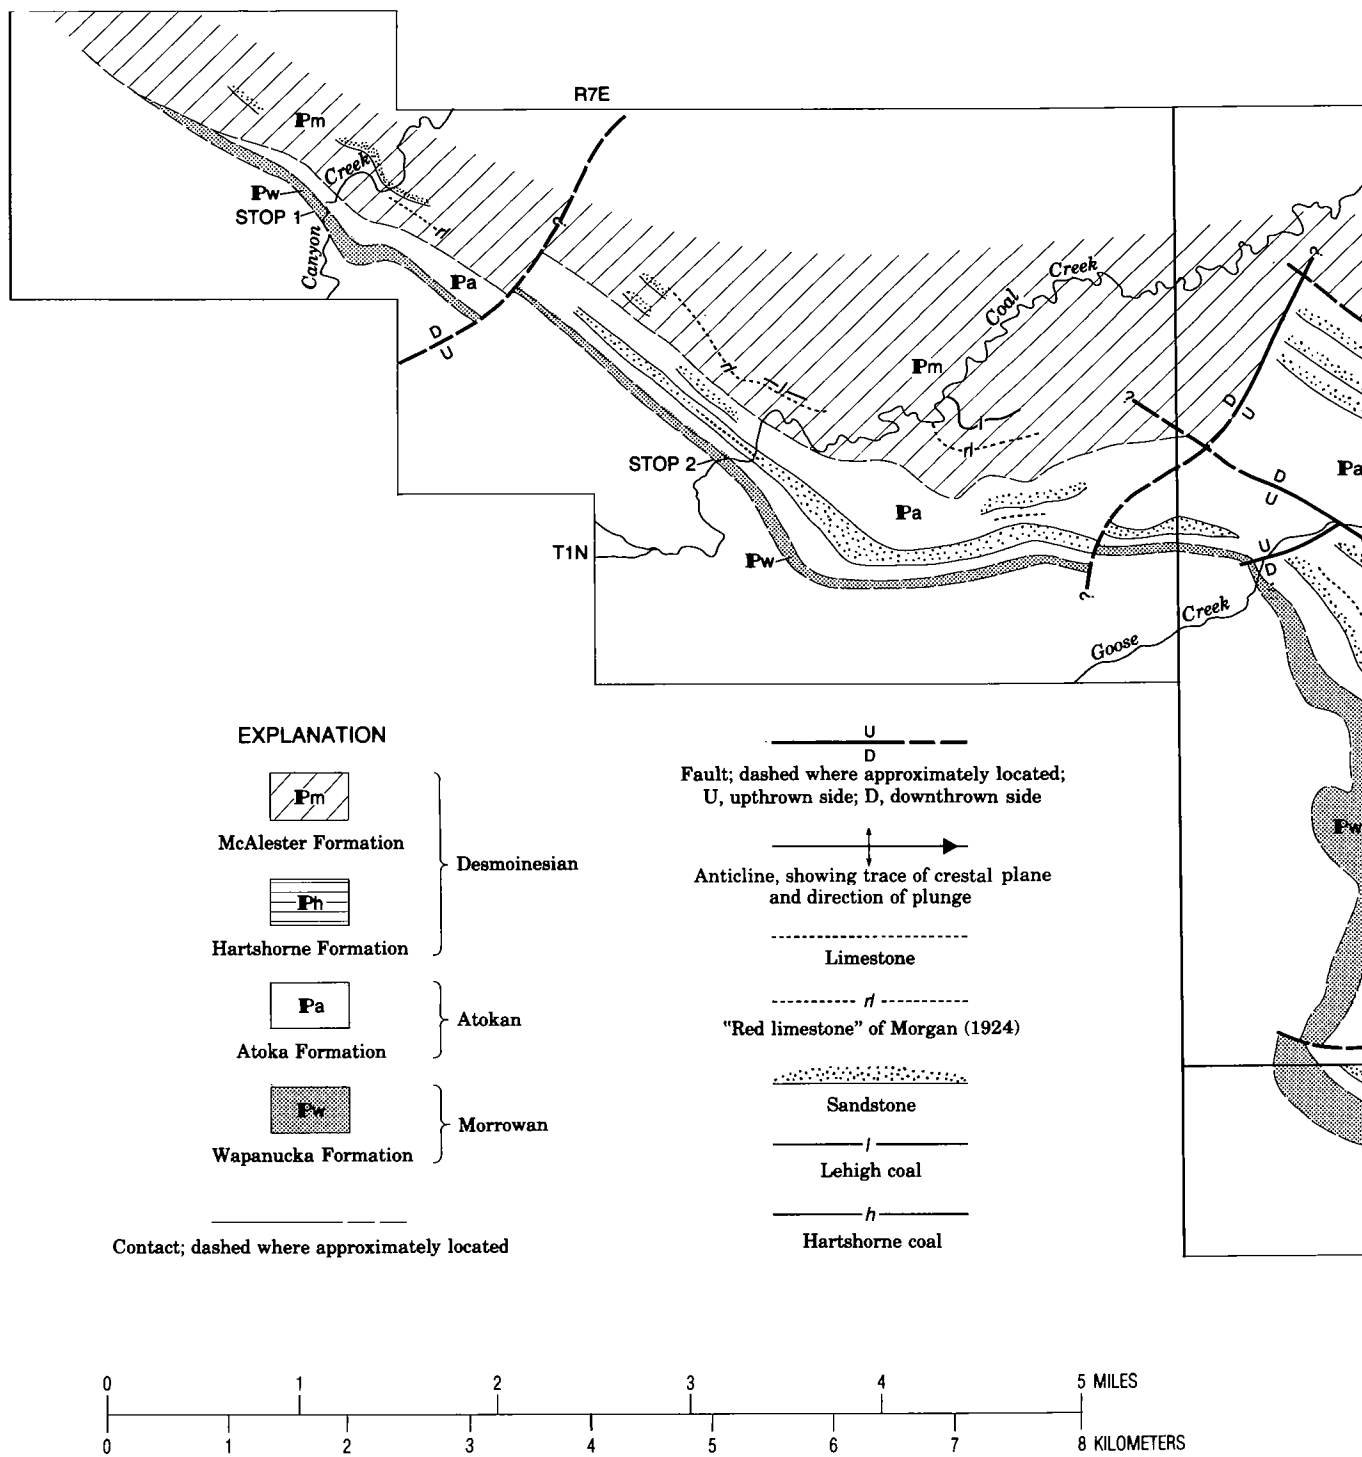 R7E
ℙm
Creek
ℙw
STOP 1
rl
Canyon
ℙa
?
D
U
Creek
Coal
ℙm
rl
l
?
?
D
U
l
rl
STOP 2
ℙa
D
U
ℙa
T1N
ℙw
U
D
?
Creek
Goose
ℙw
EXPLANATION
ℙm
McAlester Formation
ℙh
Hartshorne Formation
Desmoinesian
ℙa
Atoka Formation
Atokan
ℙw
Wapanucka Formation
Morrowan
Contact; dashed where approximately located
U
D
Fault; dashed where approximately located;
U, upthrown side; D, downthrown side
Anticline, showing trace of crestal plane
and direction of plunge
Limestone
rl
"Red limestone" of Morgan (1924)
Sandstone
l
Lehigh coal
h
Hartshorne coal
0 1 2 3 4 5 MILES
0 1 2 3 4 5 6 7 8 KILOMETERS